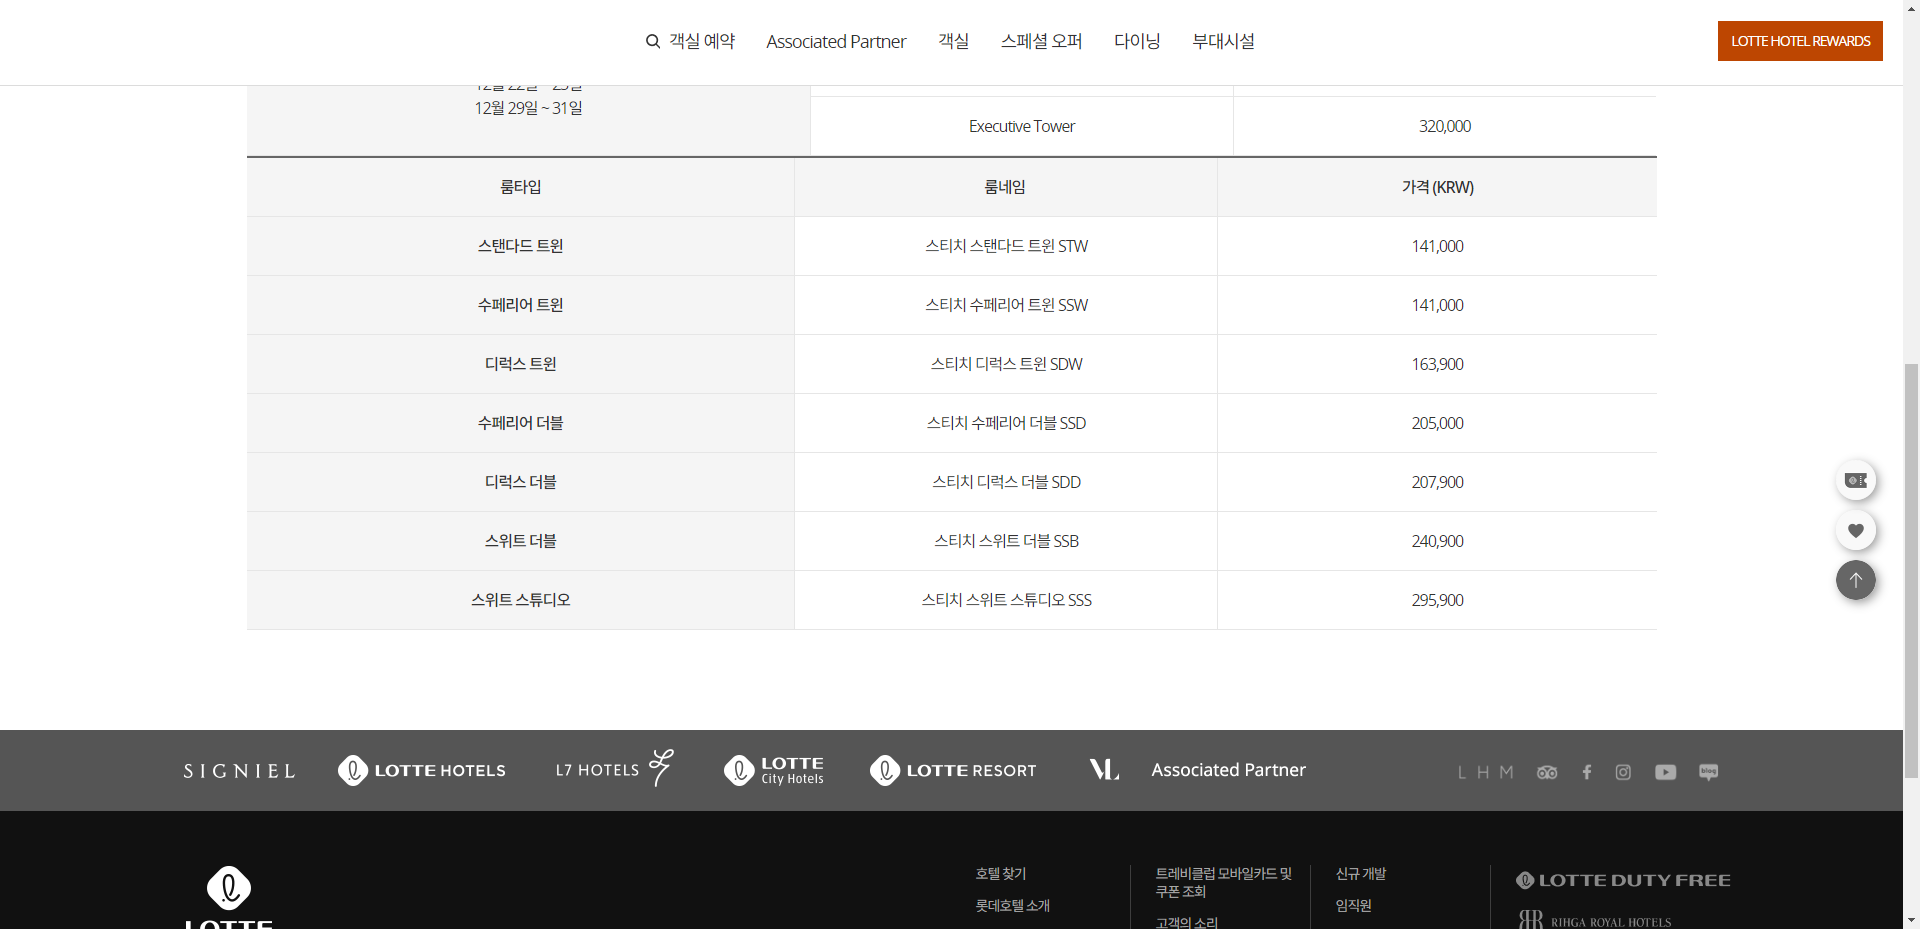 객실 예약
Associated Partner
객실
스페셜 오퍼
다이닝
부대시설
LOTTE HOTEL REWARDS
12월 29일 ~ 31일
Executive Tower
320,000
룸타입
룸네임
가격 (KRW)
스탠다드 트윈
스티치 스탠다드 트윈 STW
141,000
수페리어 트윈
스티치 수페리어 트윈 SSW
141,000
디럭스 트윈
스티치 디럭스 트윈 SDW
163,900
수페리어 더블
스티치 수페리어 더블 SSD
205,000
디럭스 더블
스티치 디럭스 더블 SDD
207,900
스위트 더블
스티치 스위트 더블 SSB
240,900
스위트 스튜디오
스티치 스위트 스튜디오 SSS
295,900
SIGNIEL
LOTTE HOTELS
L7 HOTELS
LOTTE
City Hotels
LOTTE RESORT
VL
Associated Partner
L H M
blog
LOTTE
호텔 찾기
롯데호텔 소개
트레비클럽 모바일카드 및
쿠폰 조회
고객의 소리
신규 개발
임직원
LOTTE DUTY FREE
RIHGA ROYAL HOTELS